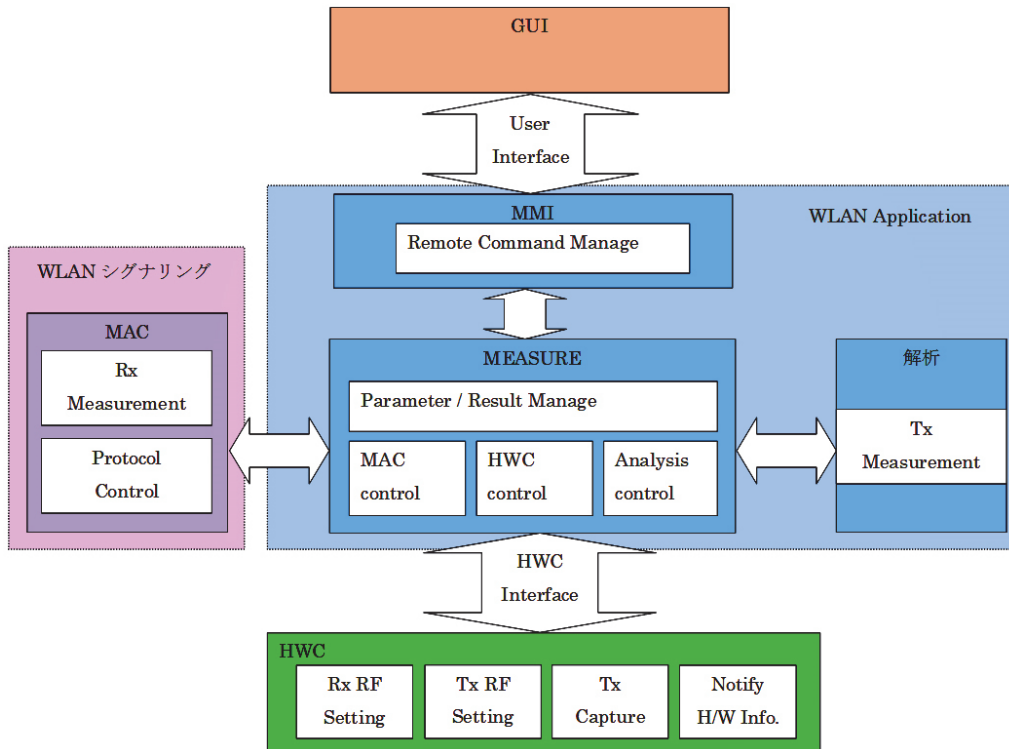 GUI
User
Interface
WLAN Application
MMI
Remote Command Manage
WLAN シグナリング
MAC
Rx
Measurement
Protocol
Control
MEASURE
Parameter / Result Manage
MAC
control
HWC
control
Analysis
control
解析
Tx
Measurement
HWC
Interface
HWC
Rx RF
Setting
Tx RF
Setting
Tx
Capture
Notify
H/W Info.